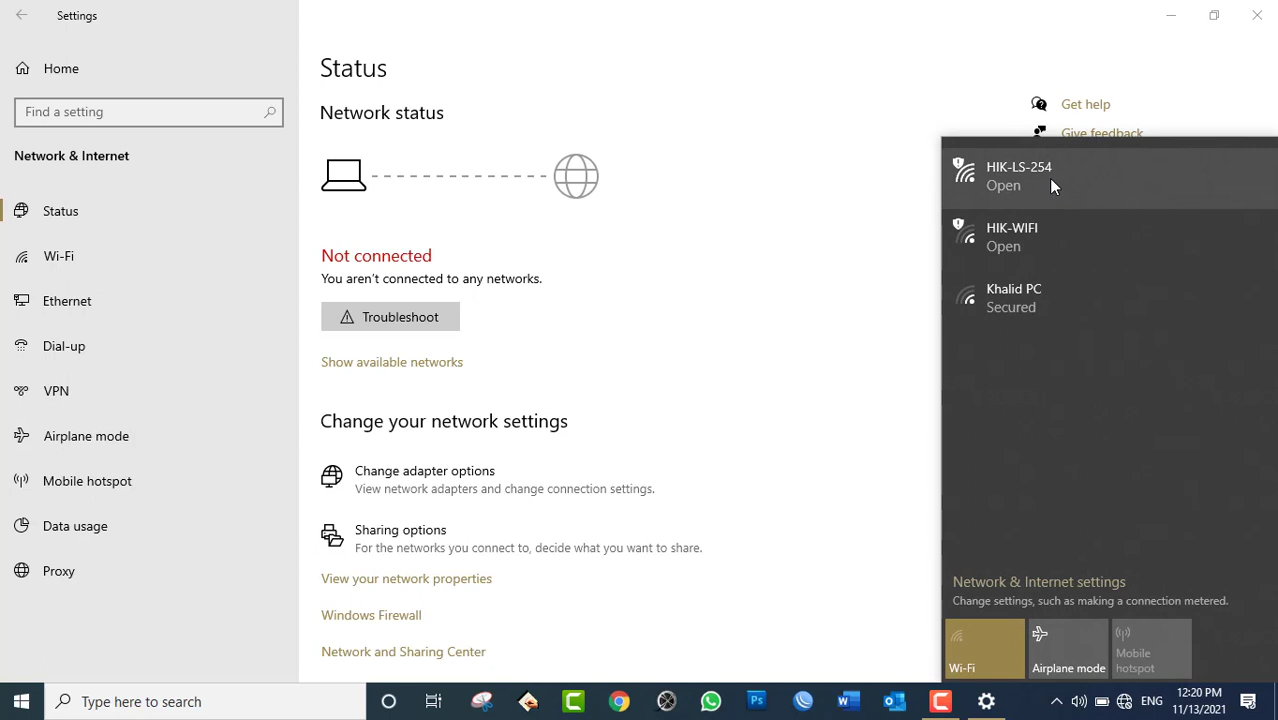 Settings
Home
Find a setting
Network & Internet
Status
Wi-Fi
Ethernet
Dial-up
VPN
Airplane mode
Mobile hotspot
Data usage
Proxy
Status
Network status
Not connected
You aren't connected to any networks.
Troubleshoot
Show available networks
Change your network settings
Change adapter options
View network adapters and change connection settings.
Sharing options
For the networks you connect to, decide what you want to share.
View your network properties
Windows Firewall
Network and Sharing Center
Get help
Give feedback
HIK-LS-254
Open
HIK-WIFI
Open
Khalid PC
Secured
Network & Internet settings
Change settings, such as making a connection metered.
Wi-Fi
Airplane mode
Mobile
hotspot
Type here to search
Ps
ENG
12:20 PM
11/13/2021